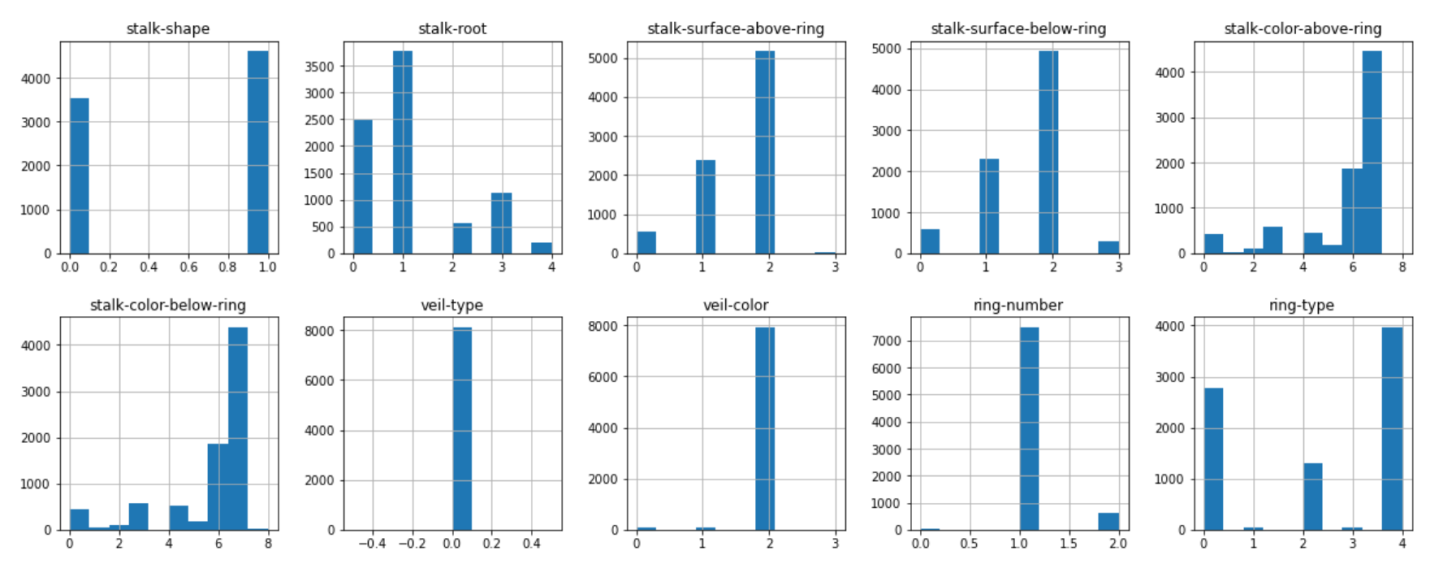 stalk-shape
4000
3000
2000
1000
0
0.0 0.2 0.4 0.6 0.8 1.0
stalk-root
3500
3000
2500
2000
1500
1000
500
0
0 1 2 3 4
stalk-surface-above-ring
5000
4000
3000
2000
1000
0
0 1 2 3
stalk-surface-below-ring
5000
4000
3000
2000
1000
0
0 1 2 3
stalk-color-above-ring
4000
3000
2000
1000
0
0 2 4 6 8
stalk-color-below-ring
4000
3000
2000
1000
0
0 2 4 6 8
veil-type
8000
6000
4000
2000
0
−0.4 −0.2 0.0 0.2 0.4
veil-color
8000
6000
4000
2000
0
0 1 2 3
ring-number
7000
6000
5000
4000
3000
2000
1000
0
0.0 0.5 1.0 1.5 2.0
ring-type
4000
3000
2000
1000
0
0 1 2 3 4